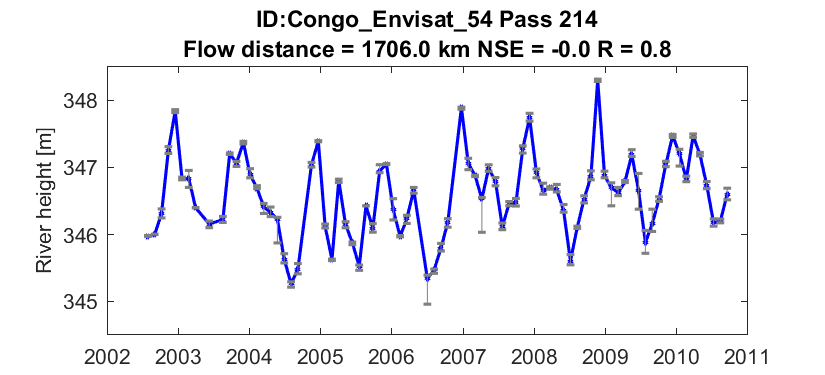 ID:Congo_Envisat_54 Pass 214
Flow distance = 1706.0 km NSE = -0.0 R = 0.8
River height [m]
348
347
346
345
2002 2003 2004 2005 2006 2007 2008 2009 2010 2011